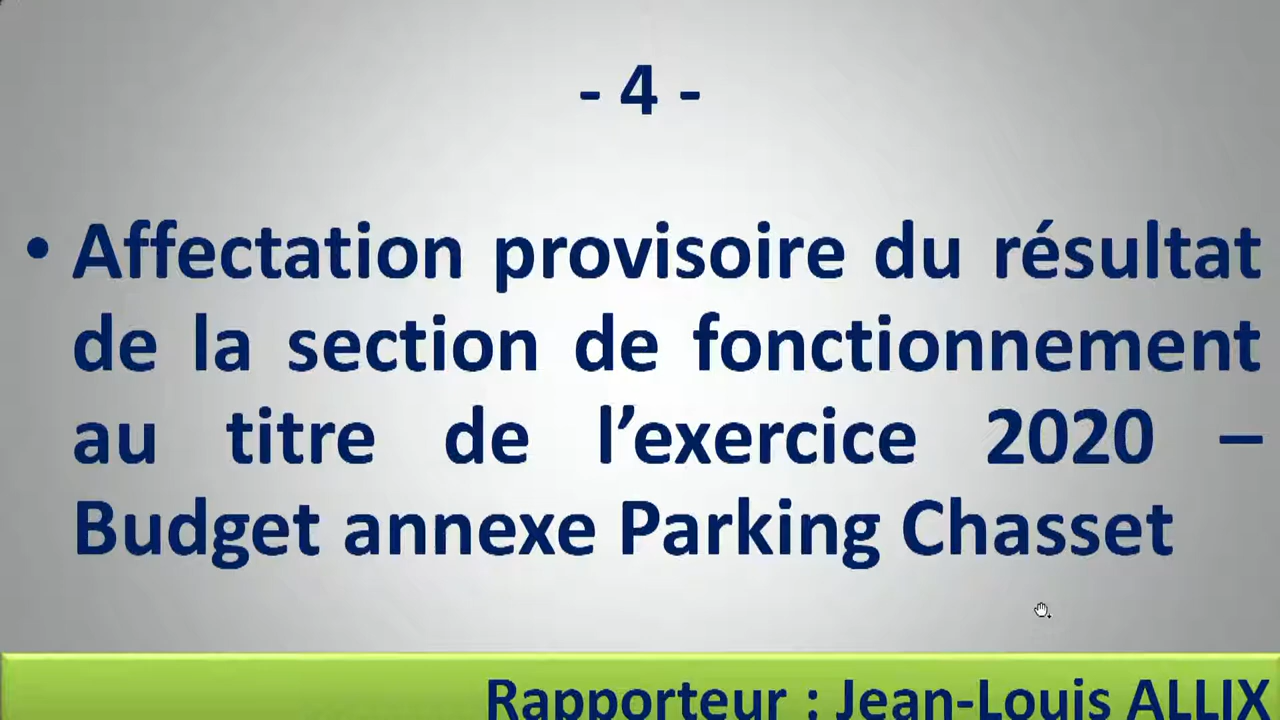 - 4 -
• Affectation provisoire du résultat
de la section de fonctionnement
au titre de l’exercice 2020 –
Budget annexe Parking Chasset
Rapporteur : Jean-Louis ALLIX